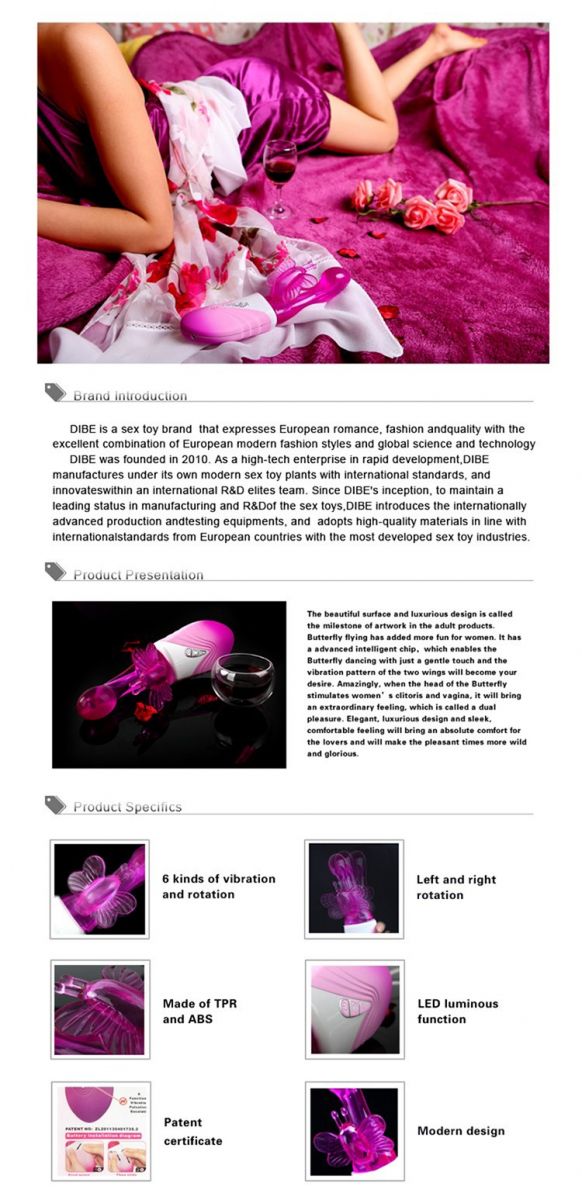 Brand Introduction
DIBE is a sex toy brand that expresses European romance, fashion andquality with the
excellent combination of European modern fashion styles and global science and technology
DIBE was founded in 2010. As a high-tech enterprise in rapid development,DIBE
manufactures under its own modern sex toy plants with international standards, and
innovateswithin an international R&D elites team. Since DIBE's inception, to maintain a
leading status in manufacturing and R&Dof the sex toys,DIBE introduces the internationally
advanced production andtesting equipments, and adopts high-quality materials in line with
internationalstandards from European countries with the most developed sex toy industries.
Product Presentation
The beautiful surface and luxurious design is called
the milestone of artwork in the adult products.
Butterfly flying has added more fun for women. It has
a advanced intelligent chip, which enables the
Butterfly dancing with just a gentle touch and the
vibration pattern of the two wings will become your
desire. Amazingly, when the head of the Butterfly
stimulates women's clitoris and vagina, it will bring
an extraordinary feeling, which is called a dual
pleasure. Elegant, luxurious design and sleek,
comfortable feeling will bring an absolute comfort for
the lovers and will make the pleasant times more wild
and glorious.
Product Specifics
6 kinds of vibration
and rotation
Left and right
rotation
Made of TPR
and ABS
LED luminous
function
PATENT NO:
Battery installation diagram
Patent
certificate
Modern design